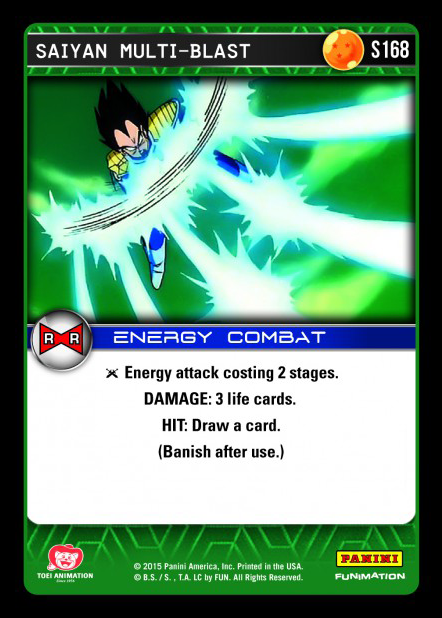 SAIYAN MULTI-BLAST S168
R R
ENERGY COMBAT
Energy attack costing 2 stages.
DAMAGE: 3 life cards.
HIT: Draw a card.
(Banish after use.)
TOEI ANIMATION
Since 1956
© 2015 Panini America, Inc. Printed in the USA.
© B.S./ S. , T.A. LC by FUN. All Rights Reserved.
PANINI
FUNIMATION